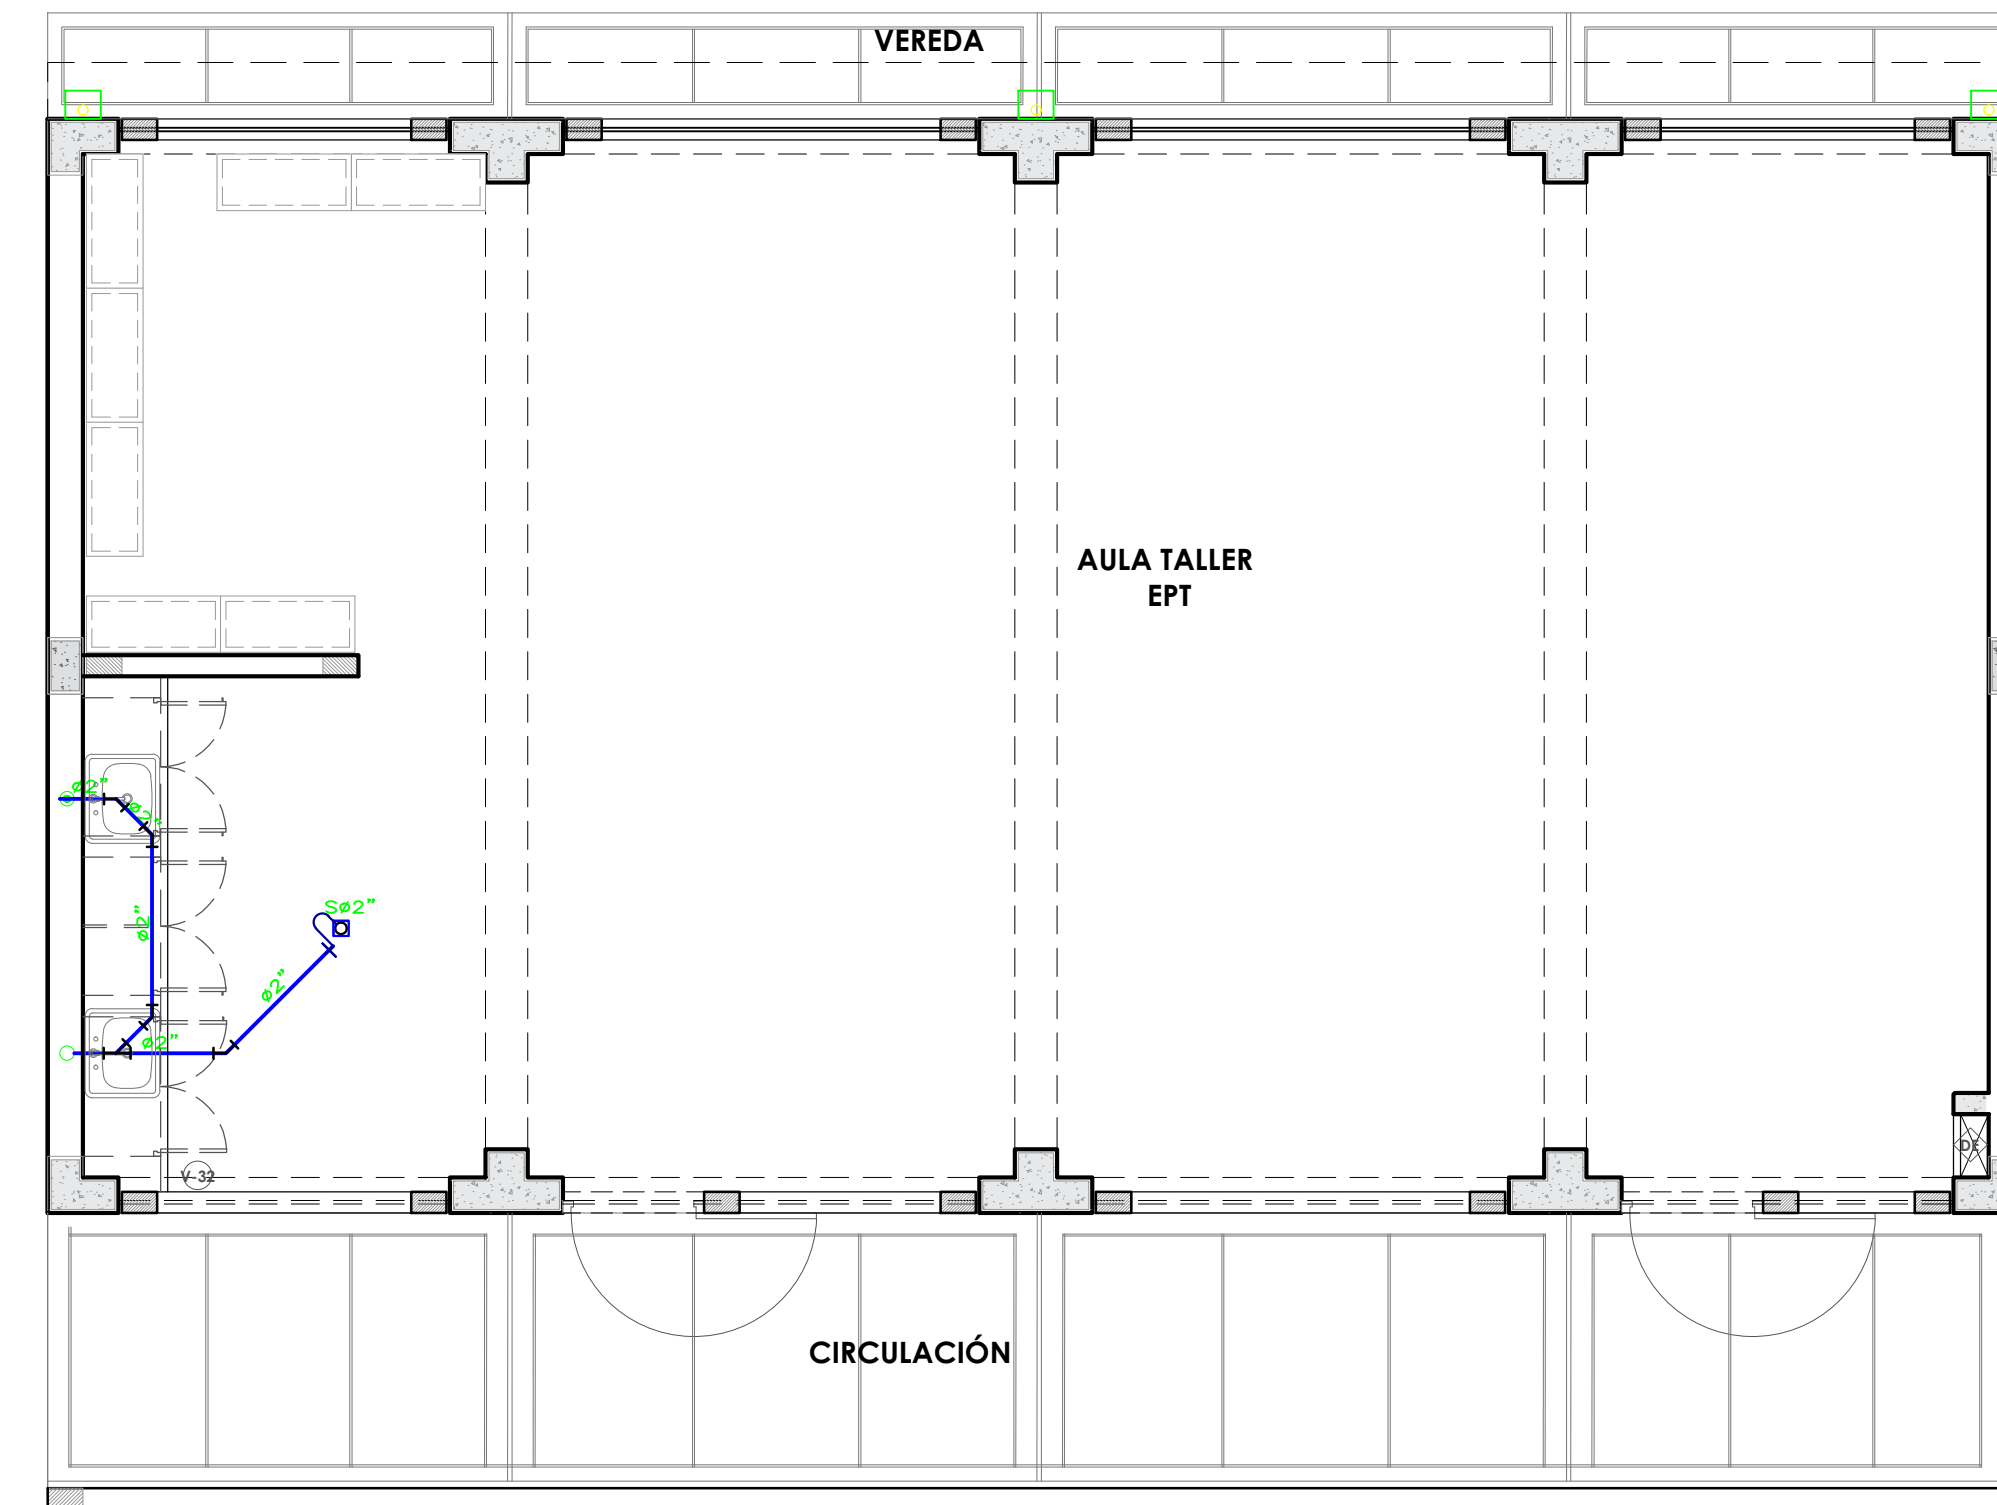 VEREDA
AULA TALLER
EPT
ø2"
ø2"
Sø2"
ø2"
ø2"
ø2"
V-32
DE
CIRCULACIÓN